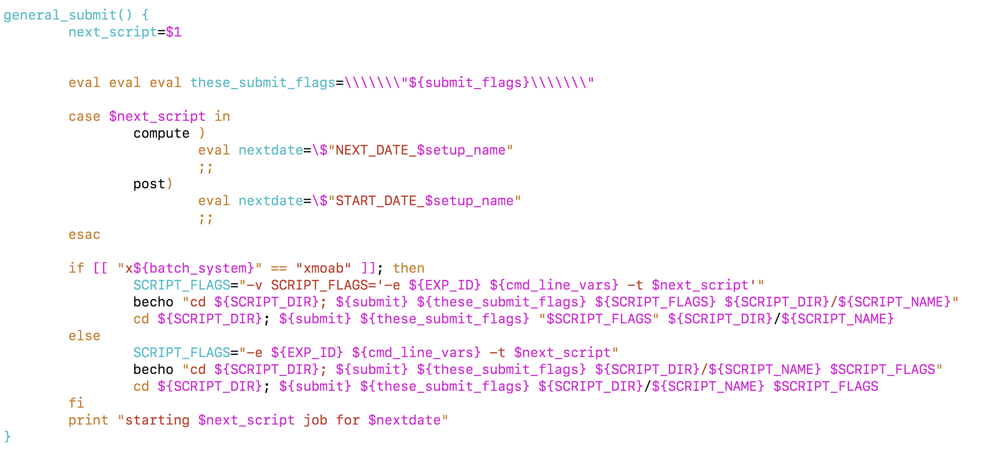 general_submit() {
        next_script=$1

        eval eval eval these_submit_flags=\\\\\\\"${submit_flags}\\\\\\\"

        case $next_script in
                compute )
                        eval nextdate=\$"NEXT_DATE_$setup_name"
                        ;;
                post)
                        eval nextdate=\$"START_DATE_$setup_name"
                        ;;
        esac

        if [[ "x${batch_system}" == "xmoab" ]]; then
                SCRIPT_FLAGS="-v SCRIPT_FLAGS='-e ${EXP_ID} ${cmd_line_vars} -t $next_script'"
                becho "cd ${SCRIPT_DIR}; ${submit} ${these_submit_flags} ${SCRIPT_FLAGS} ${SCRIPT_DIR}/${SCRIPT_NAME}"
                cd ${SCRIPT_DIR}; ${submit} ${these_submit_flags} "$SCRIPT_FLAGS" ${SCRIPT_DIR}/${SCRIPT_NAME}
        else
                SCRIPT_FLAGS="-e ${EXP_ID} ${cmd_line_vars} -t $next_script"
                becho "cd ${SCRIPT_DIR}; ${submit} ${these_submit_flags} ${SCRIPT_DIR}/${SCRIPT_NAME} $SCRIPT_FLAGS"
                cd ${SCRIPT_DIR}; ${submit} ${these_submit_flags} ${SCRIPT_DIR}/${SCRIPT_NAME} $SCRIPT_FLAGS
        fi
        print "starting $next_script job for $nextdate"
}